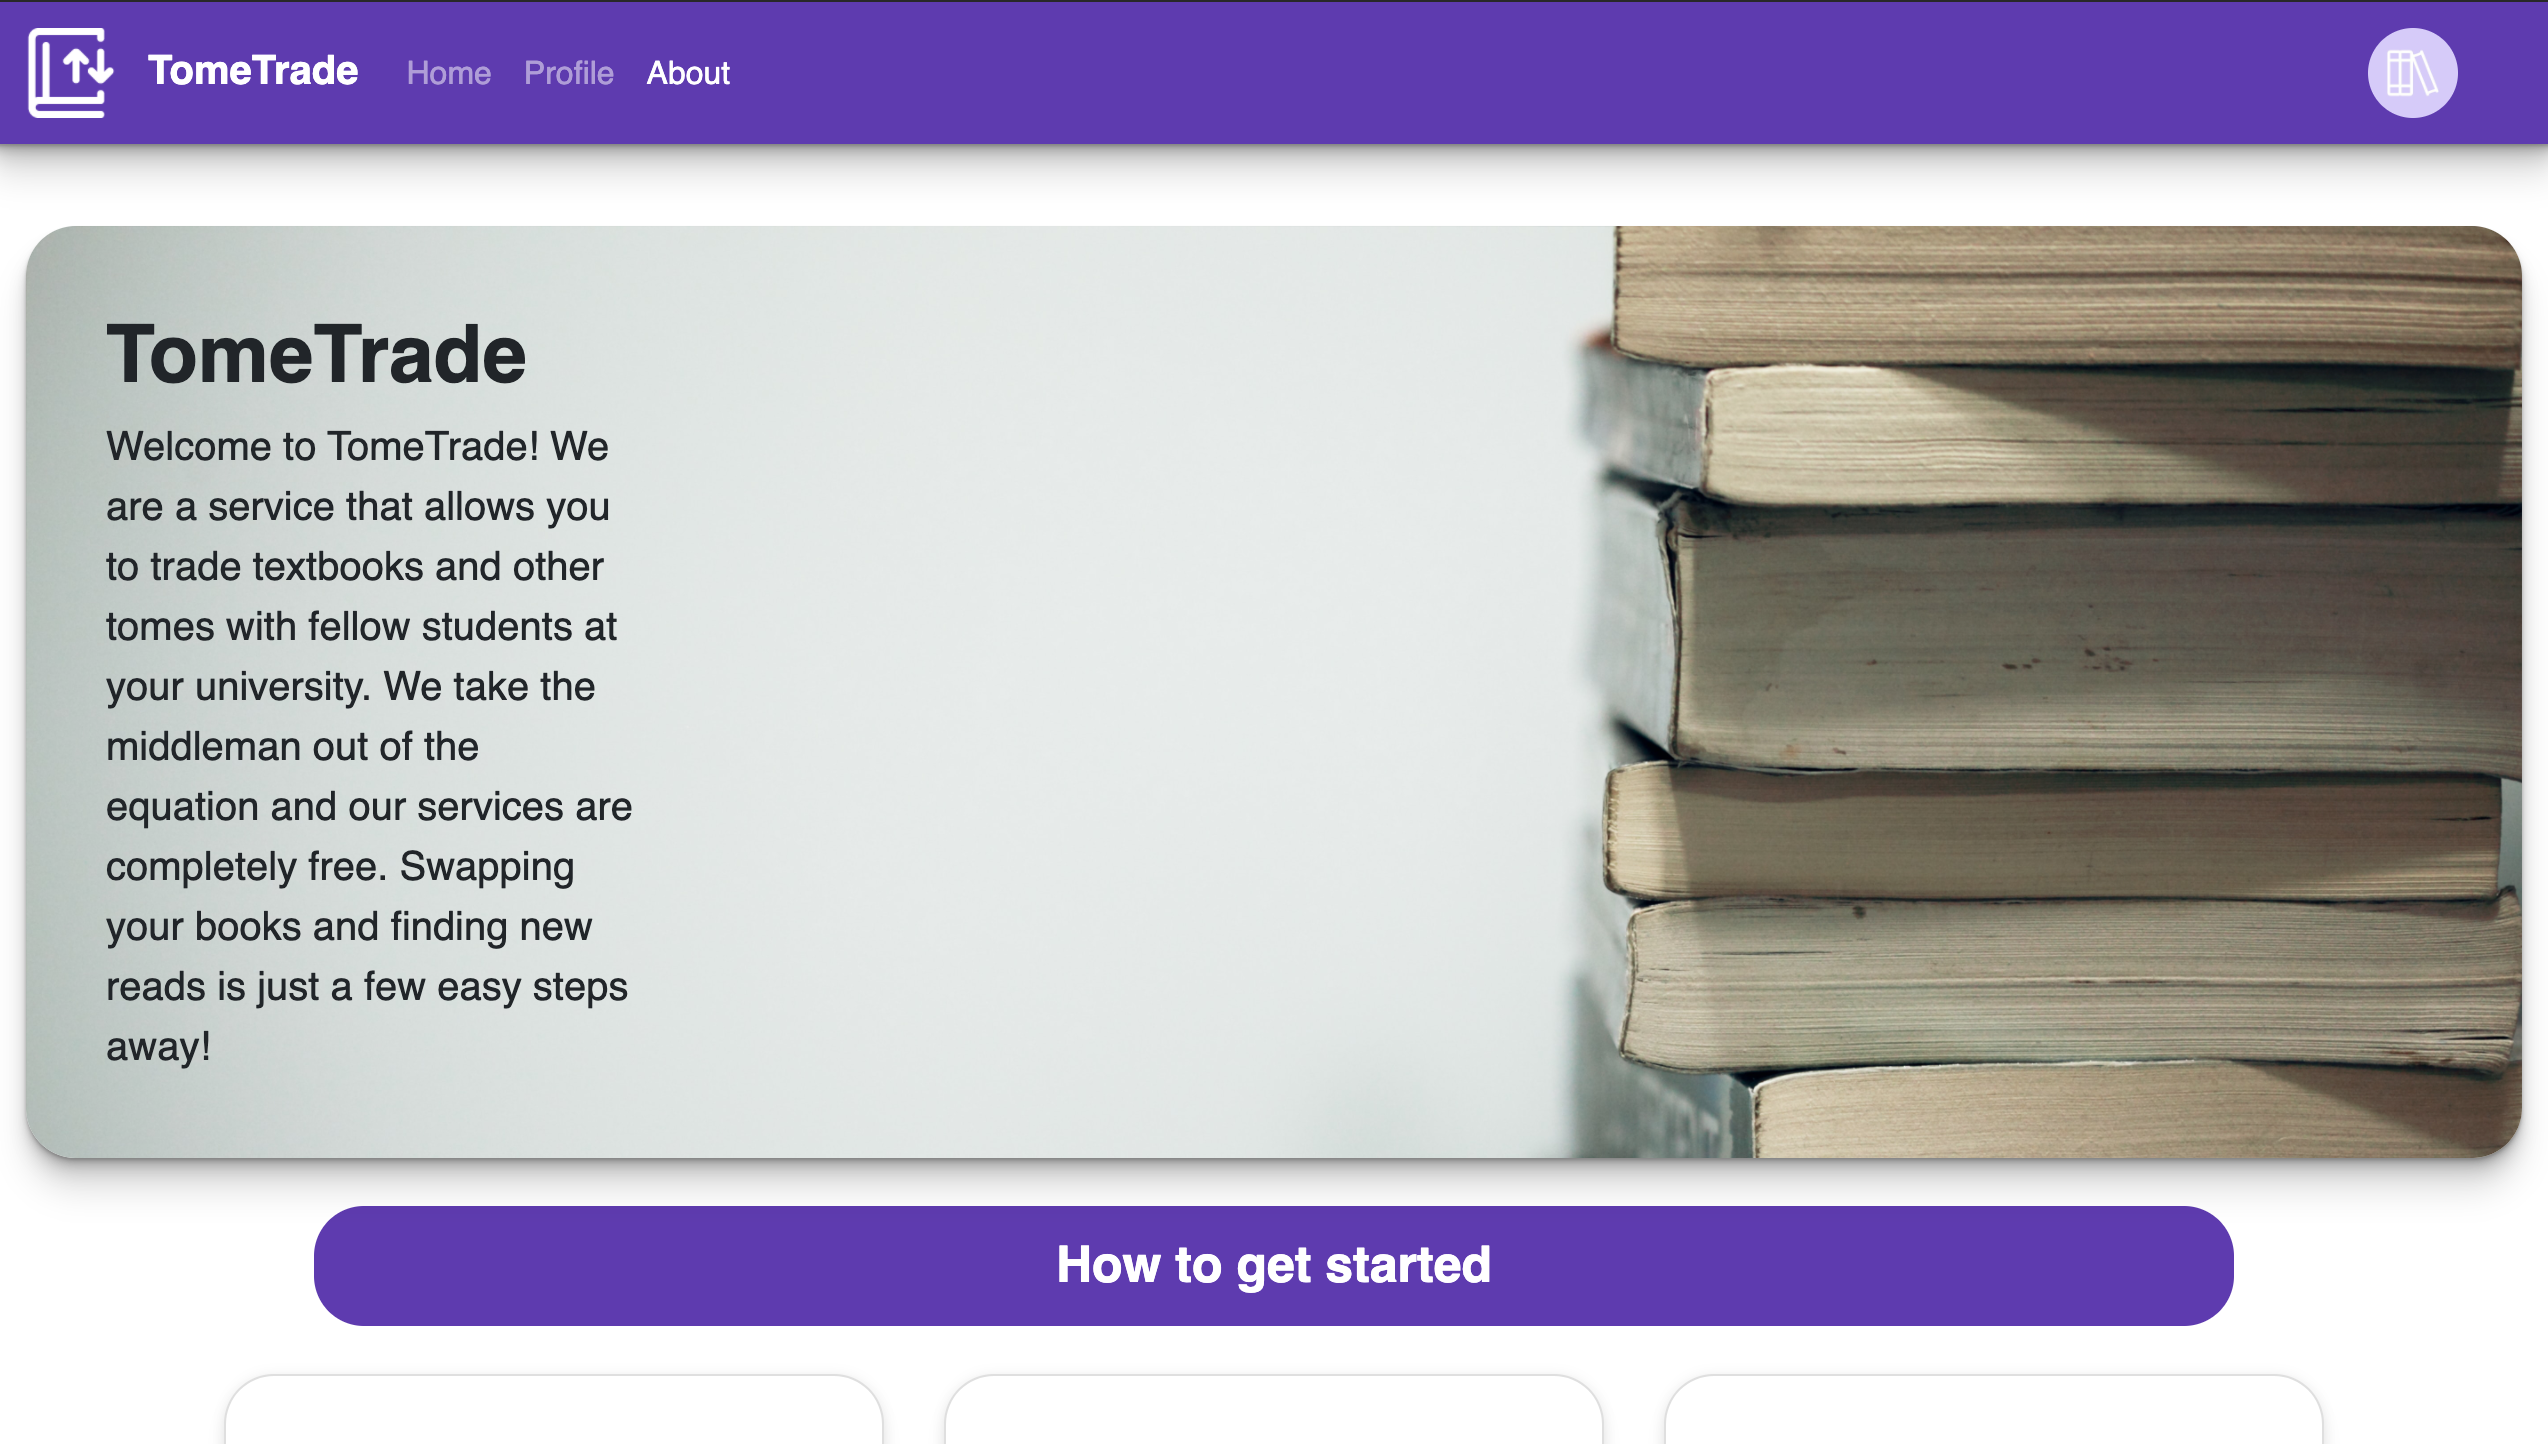 TomeTrade Home Profile About
TomeTrade
Welcome to TomeTrade! We
are a service that allows you
to trade textbooks and other
tomes with fellow students at
your university. We take the
middleman out of the
equation and our services are
completely free. Swapping
your books and finding new
reads is just a few easy steps
away!
How to get started